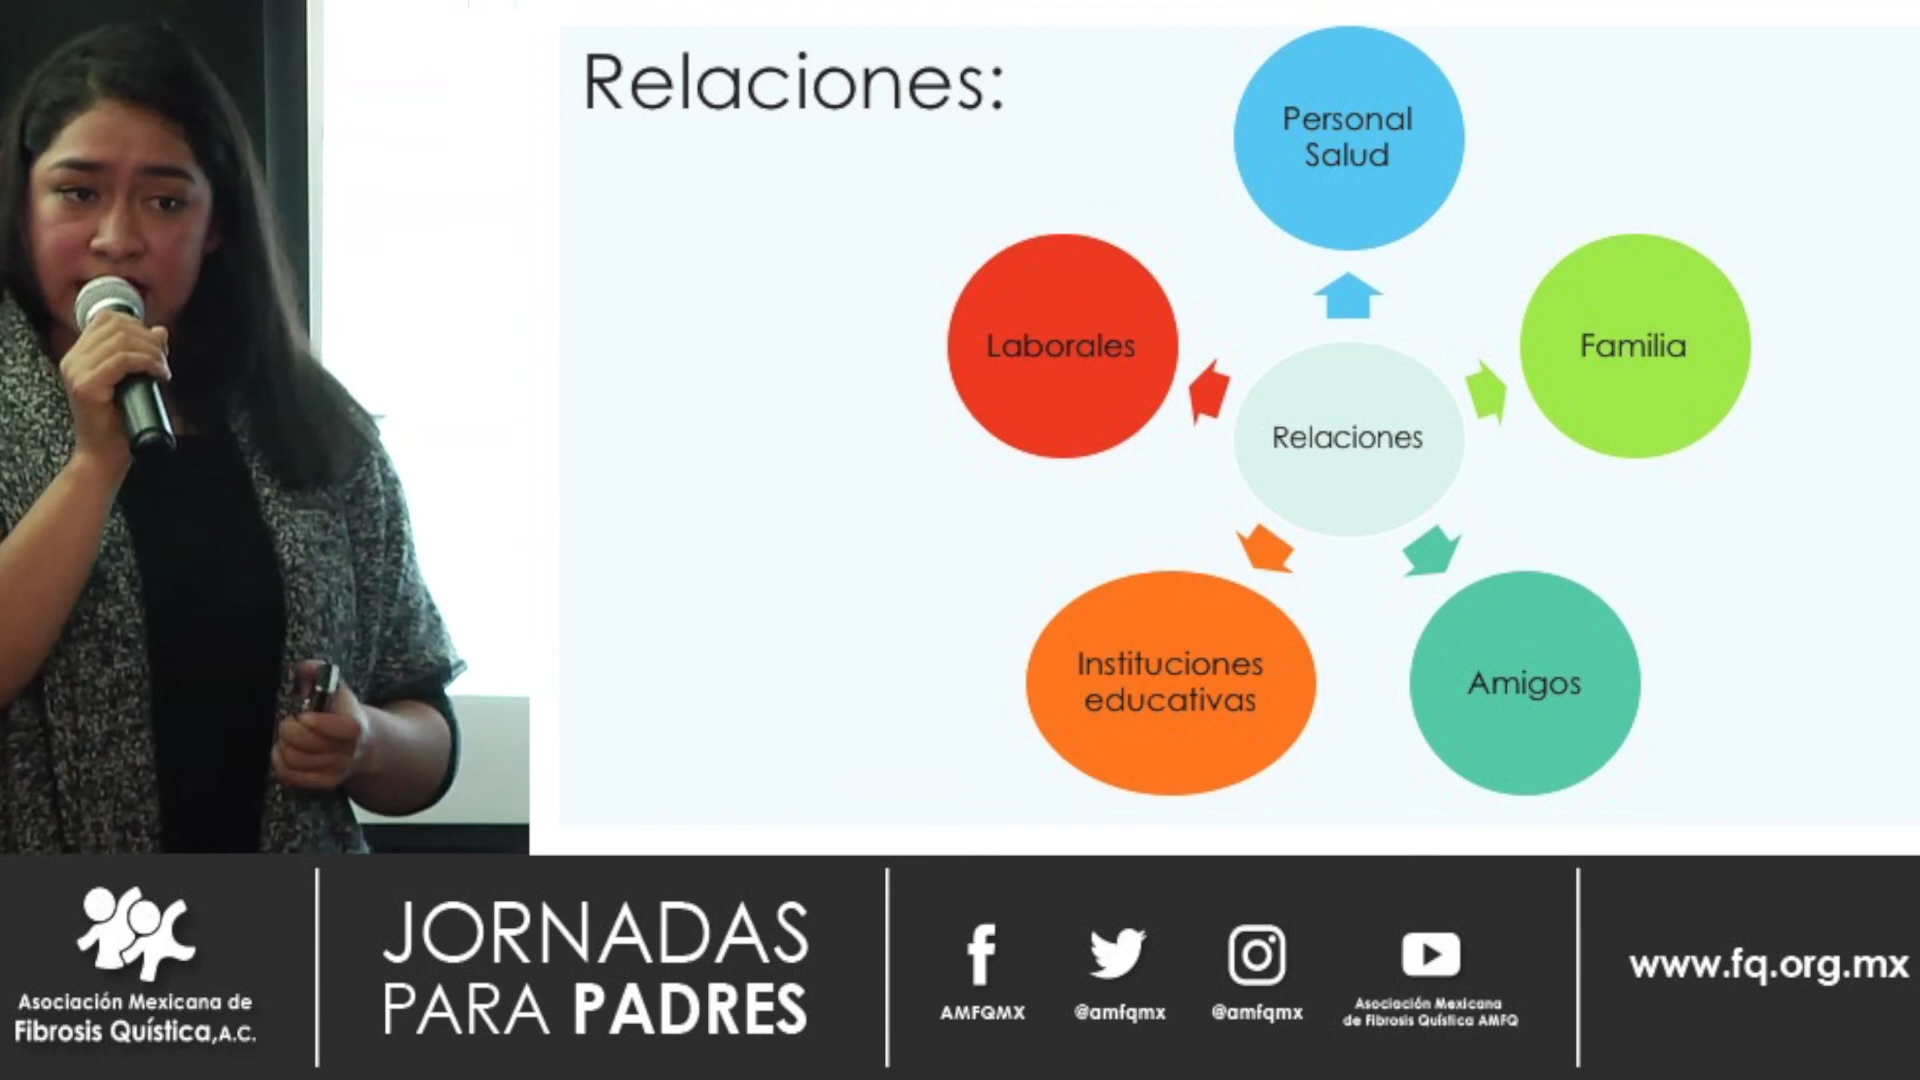 Relaciones:
Personal
Salud
Laborales
Familia
Relaciones
Instituciones
educativas
Amigos
Asociación Mexicana de
Fibrosis Quística, A.C.
JORNADAS
PARA PADRES
AMFQMX
@amfqmx
@amfqmx
Asociación Mexicana
de Fibrosis Quística AMFQ
www.fq.org.mx